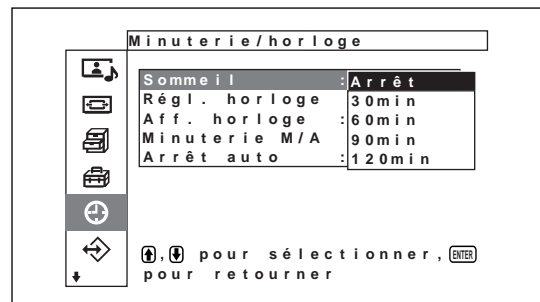 Minuterie/horloge
Sommeil : Arrêt
Régl. horloge 30min
Aff. horloge : 60min
Minuterie M/A 90min
Arrêt auto : 120min
, pour sélectionner, ENTER
pour retourner